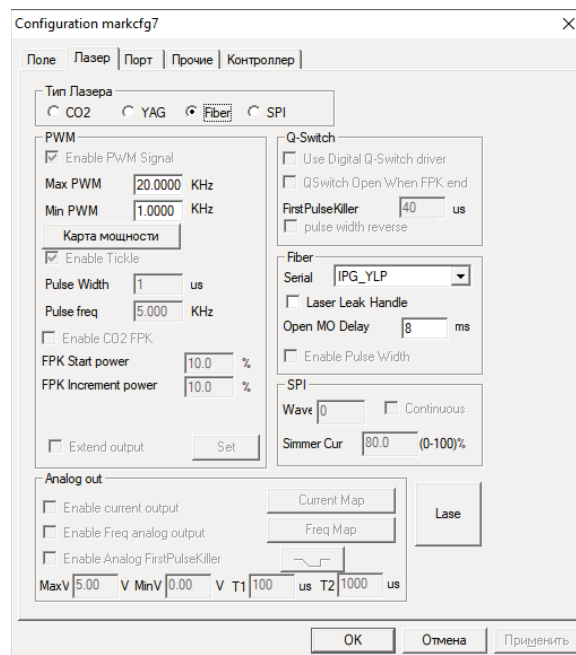 Configuration markcfg7
Поле Лазер Порт Прочие Контроллер
Тип Лазера
CO2 YAG Fiber SPI
PWM
Enable PWM Signal
Max PWM 20.0000 KHz
Min PWM 1.0000 KHz
Карта мощности
Enable Tickle
Pulse Width 1 us
Pulse freq 5.000 KHz
Enable CO2 FPK
FPK Start power 10.0 %
FPK Increment power 10.0 %
Extend output Set
Q-Switch
Use Digital Q-Switch driver
QSwitch Open When FPK end
FirstPulseKiller 40 us
pulse width reverse
Fiber
Serial IPG_YLP
Laser Leak Handle
Open MO Delay 8 ms
Enable Pulse Width
SPI
Wave 0 Continuous
Simmer Cur 80.0 (0-100)%
Analog out
Enable current output Current Map
Enable Freq analog output Freq Map
Enable Analog FirstPulseKiller
MaxV 5.00 V MinV 0.00 V T1 100 us T2 1000 us
Lase
OK Отмена Применить